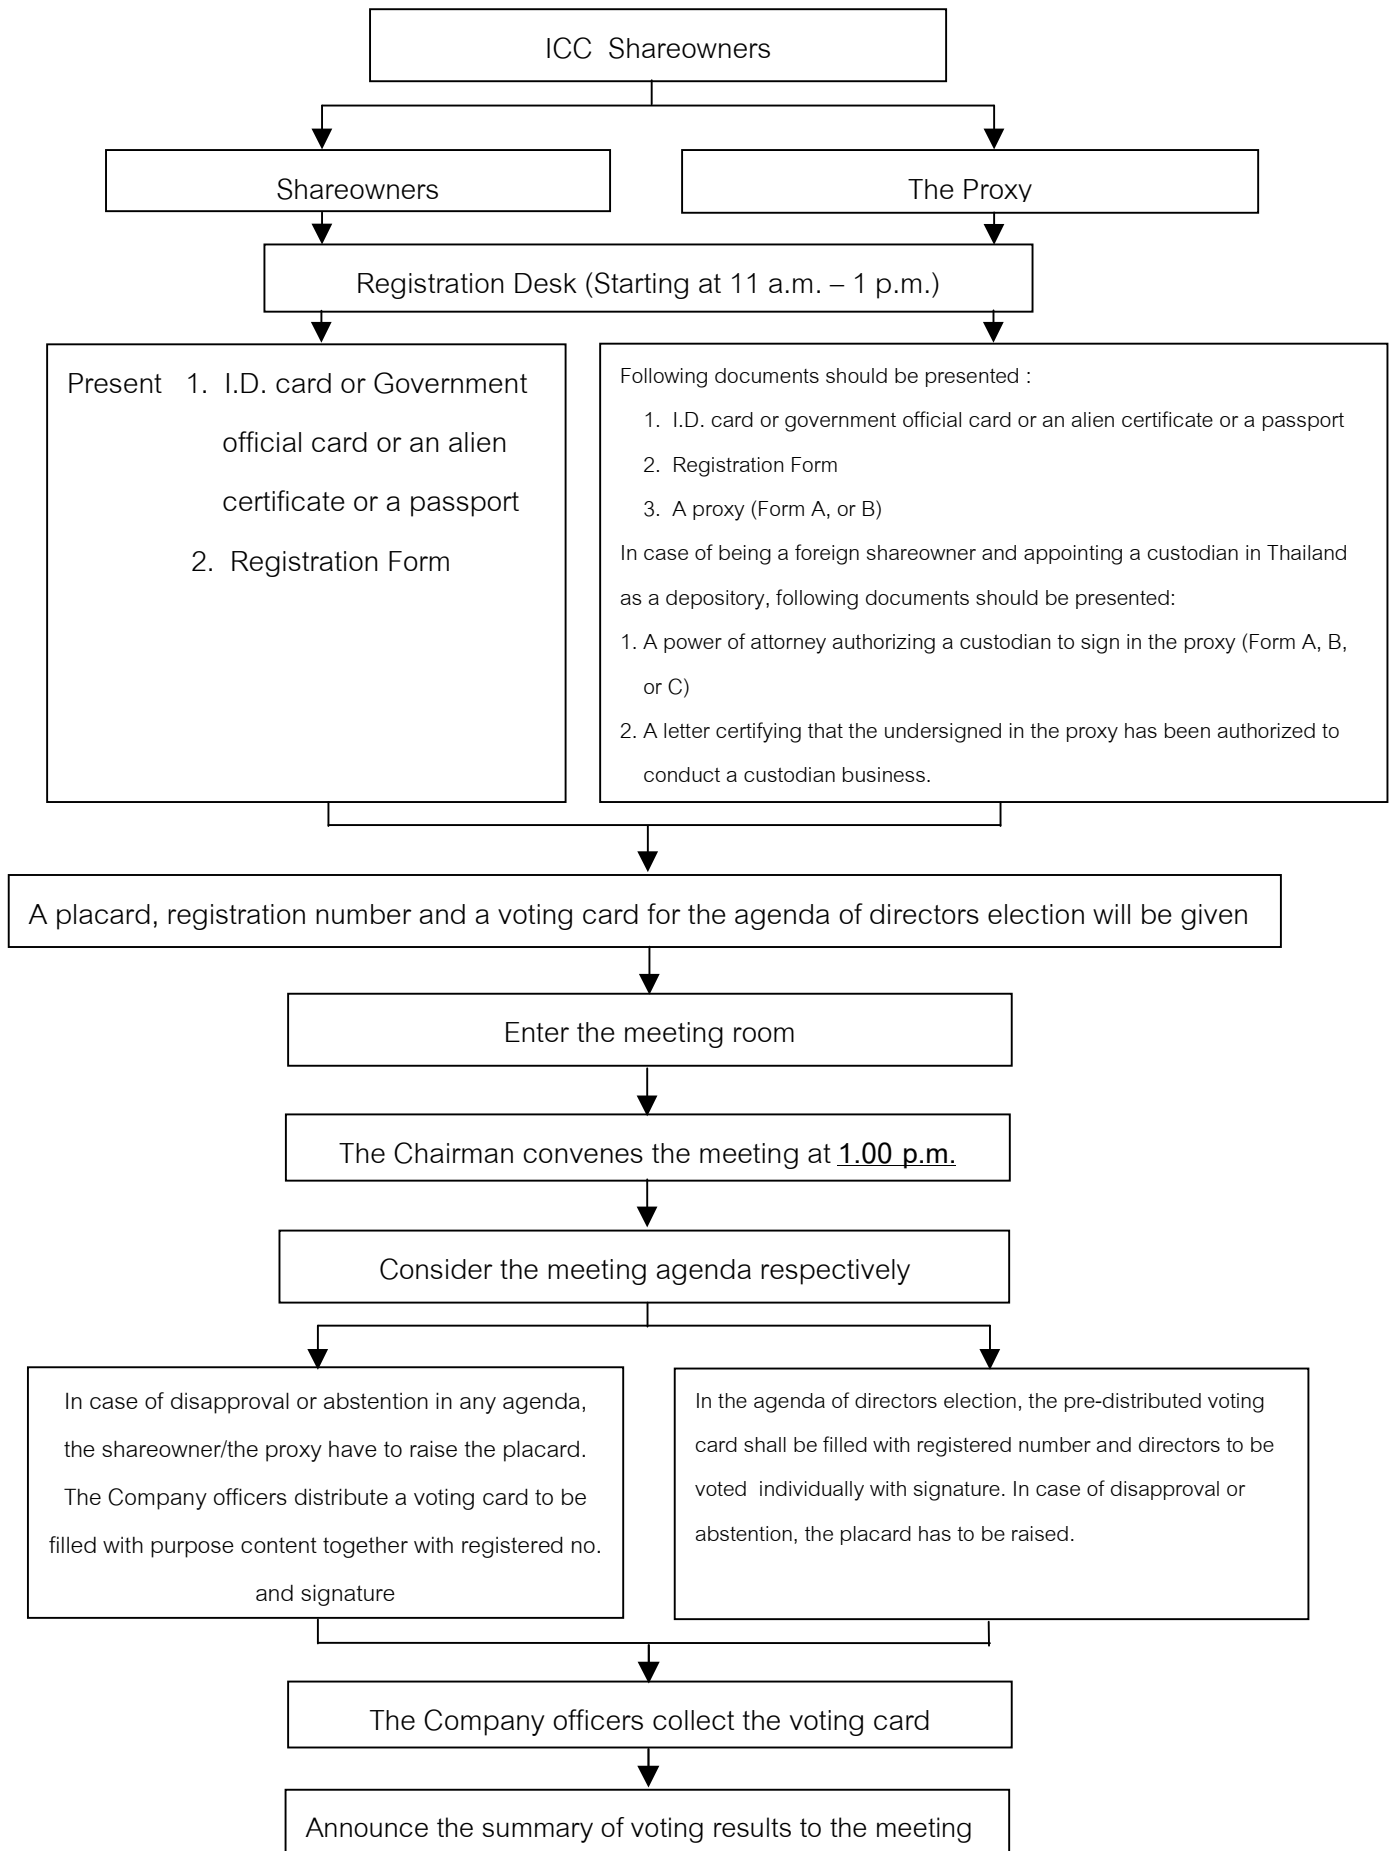 ICC  Shareowners
Shareowners
The Proxy
Registration Desk (Starting at 11 a.m. – 1 p.m.)
Present   1.  I.D. card or Government
official card or an alien
certificate or a passport
2.  Registration Form
Following documents should be presented :
1.  I.D. card or government official card or an alien certificate or a passport
2.  Registration Form
3.  A proxy (Form A, or B)
In case of being a foreign shareowner and appointing a custodian in Thailand
as a depository, following documents should be presented:
1. A power of attorney authorizing a custodian to sign in the proxy (Form A, B,
or C)
2. A letter certifying that the undersigned in the proxy has been authorized to
conduct a custodian business.
A placard, registration number and a voting card for the agenda of directors election will be given
Enter the meeting room
The Chairman convenes the meeting at 1.00 p.m.
Consider the meeting agenda respectively
In case of disapproval or abstention in any agenda,
the shareowner/the proxy have to raise the placard.
The Company officers distribute a voting card to be
filled with purpose content together with registered no.
and signature
In the agenda of directors election, the pre-distributed voting
card shall be filled with registered number and directors to be
voted  individually with signature. In case of disapproval or
abstention, the placard has to be raised.
The Company officers collect the voting card
Announce the summary of voting results to the meeting